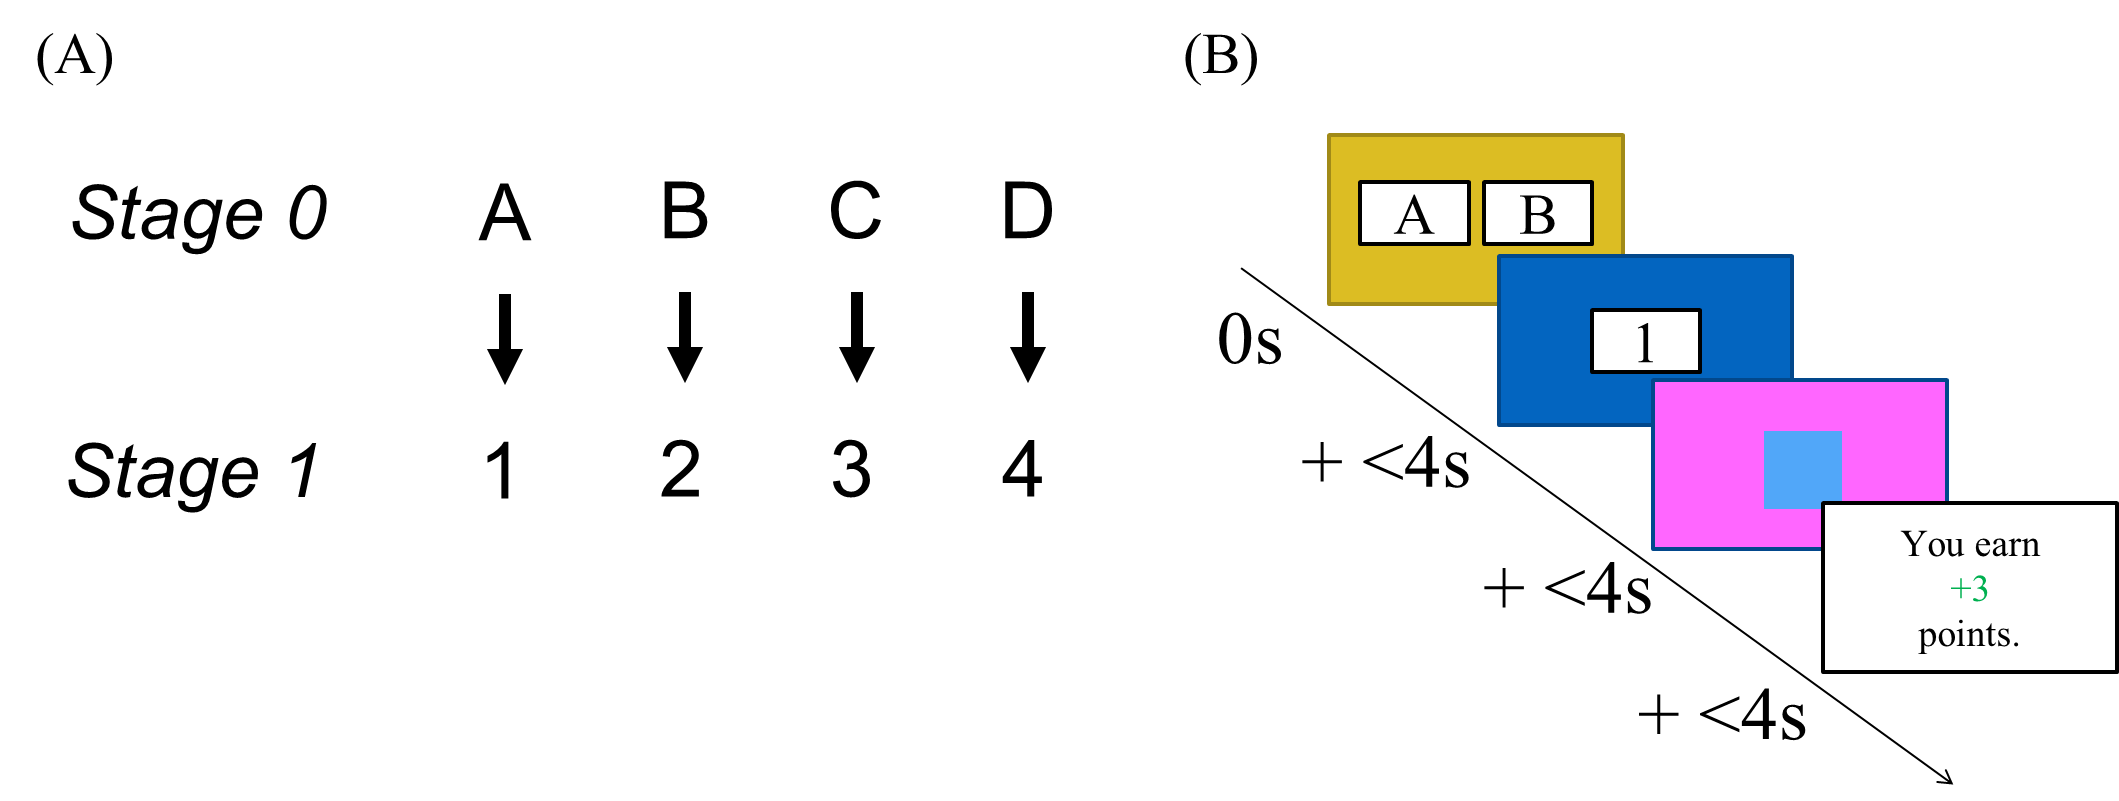 (A)
Stage 0 A B C D
Stage 1 1 2 3 4
(B)
A B
1
0s
+ <4s
You earn
+3
points.
+ <4s
+ <4s